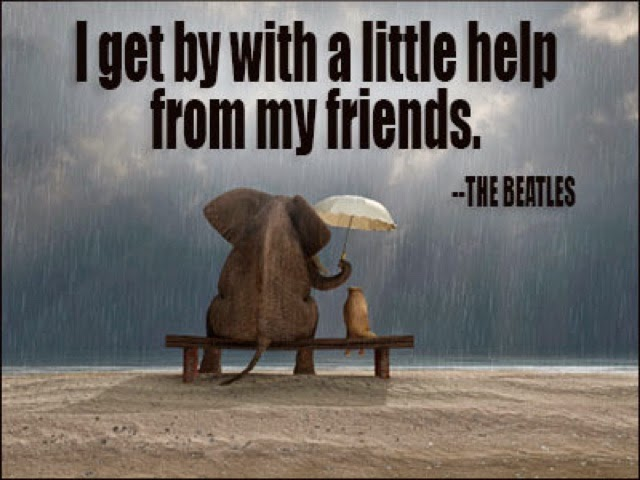 I get by with a little help
from my friends.
--THE BEATLES